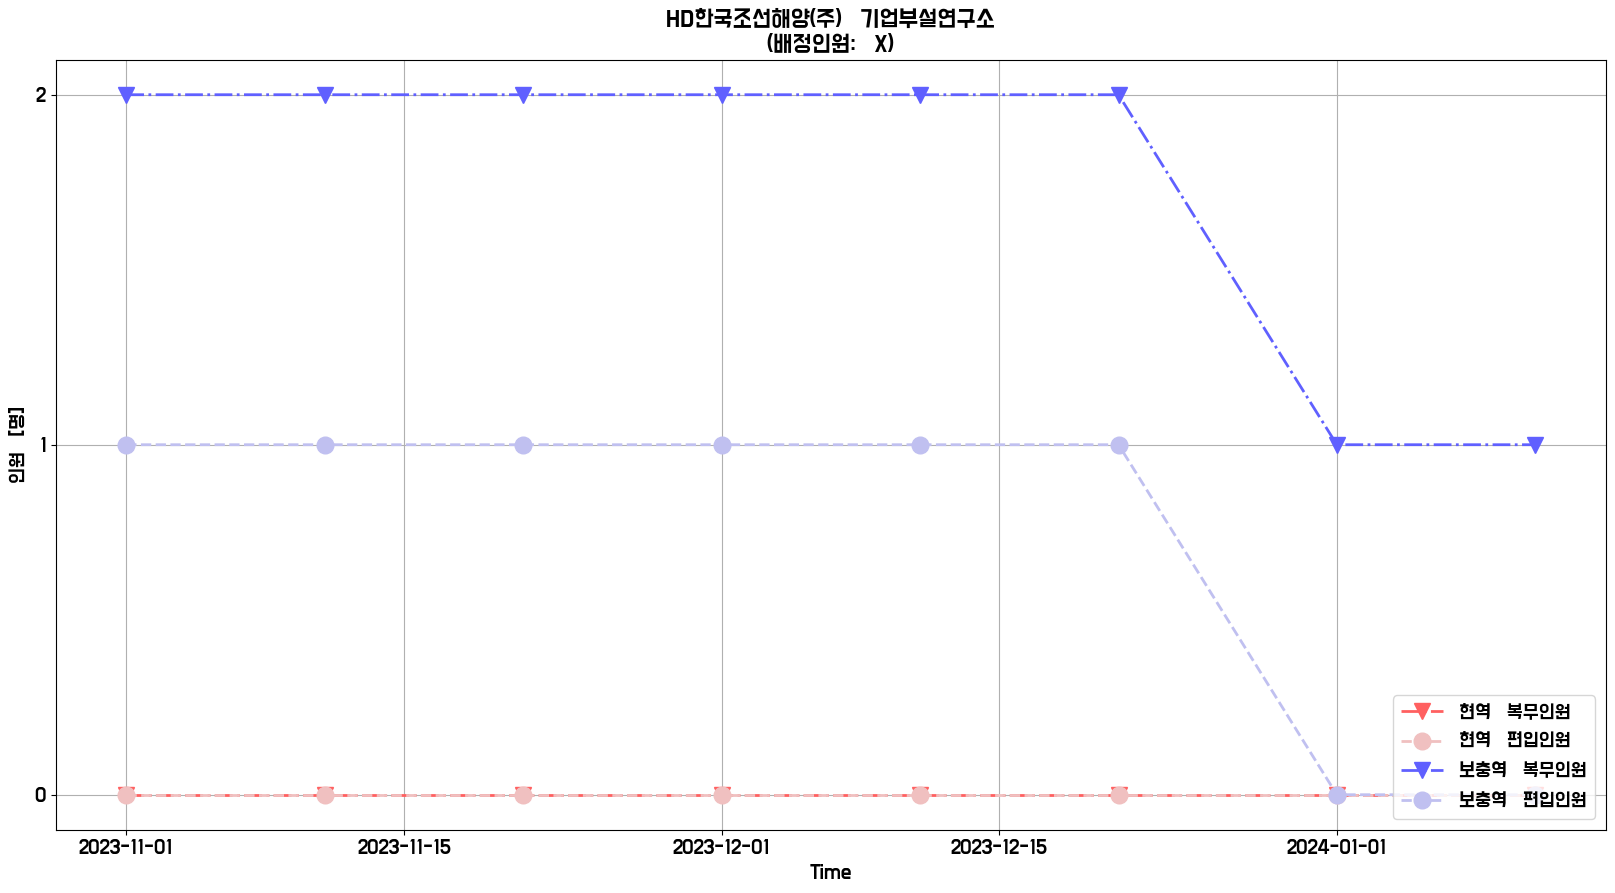 HD한국조선해양(주) 기업부설연구소
(배정인원: X)
인원 [명]
2
1
0
현역 복무인원
현역 편입인원
보충역 복무인원
보충역 편입인원
2023-11-01 2023-11-15 2023-12-01 2023-12-15 2024-01-01
Time